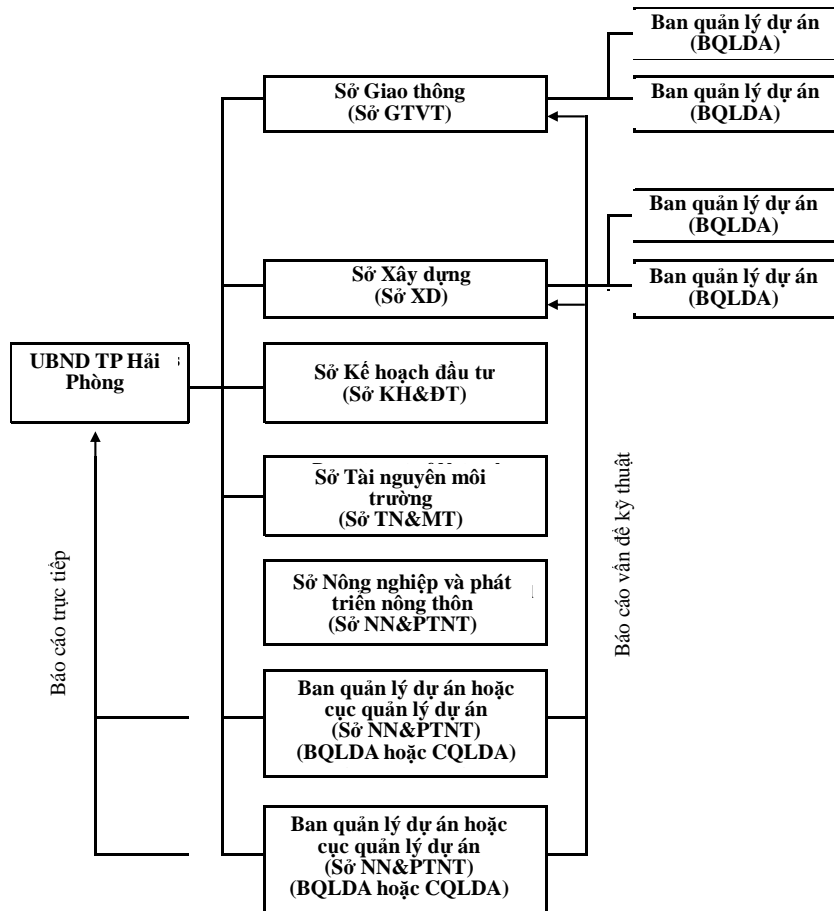 Ban quản lý dự án
(BQLDA)
Sở Giao thông
(Sở GTVT)
Ban quản lý dự án
(BQLDA)
Ban quản lý dự án
(BQLDA)
Sở Xây dựng
(Sở XD)
Ban quản lý dự án
(BQLDA)
UBND TP Hải
Phòng
Sở Kế hoạch đầu tư
(Sở KH&ĐT)
Sở Tài nguyên môi
trường
(Sở TN&MT)
Sở Nông nghiệp và phát
triển nông thôn
(Sở NN&PTNT)
Báo cáo trực tiếp
Báo cáo vấn đề kỹ thuật
Ban quản lý dự án hoặc
cục quản lý dự án
(Sở NN&PTNT)
(BQLDA hoặc CQLDA)
Ban quản lý dự án hoặc
cục quản lý dự án
(Sở NN&PTNT)
(BQLDA hoặc CQLDA)